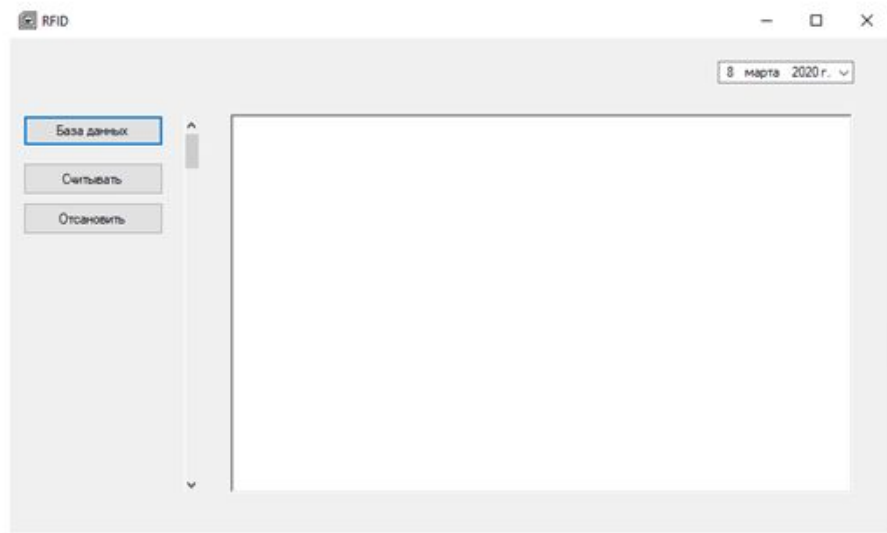 RFID
8 марта 2020 г.
База данных
Считывать
Отсановить